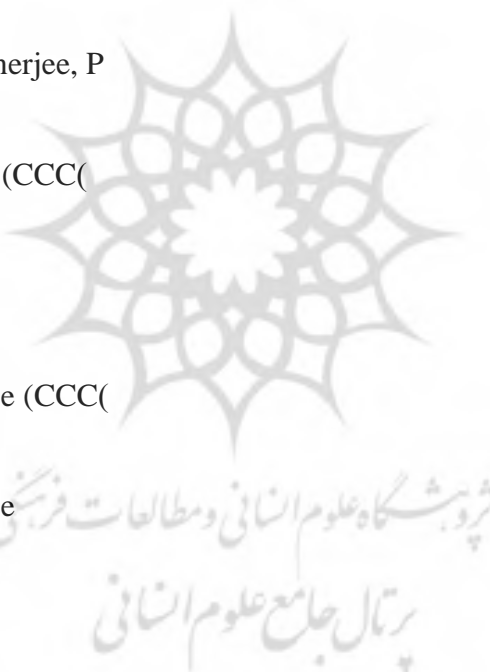 nerjee, P
(CCC(
e (CCC(
e
پژوهشگاه علوم انسانی و مطالعات فرهنگی
پرتال جامع علوم انسانی